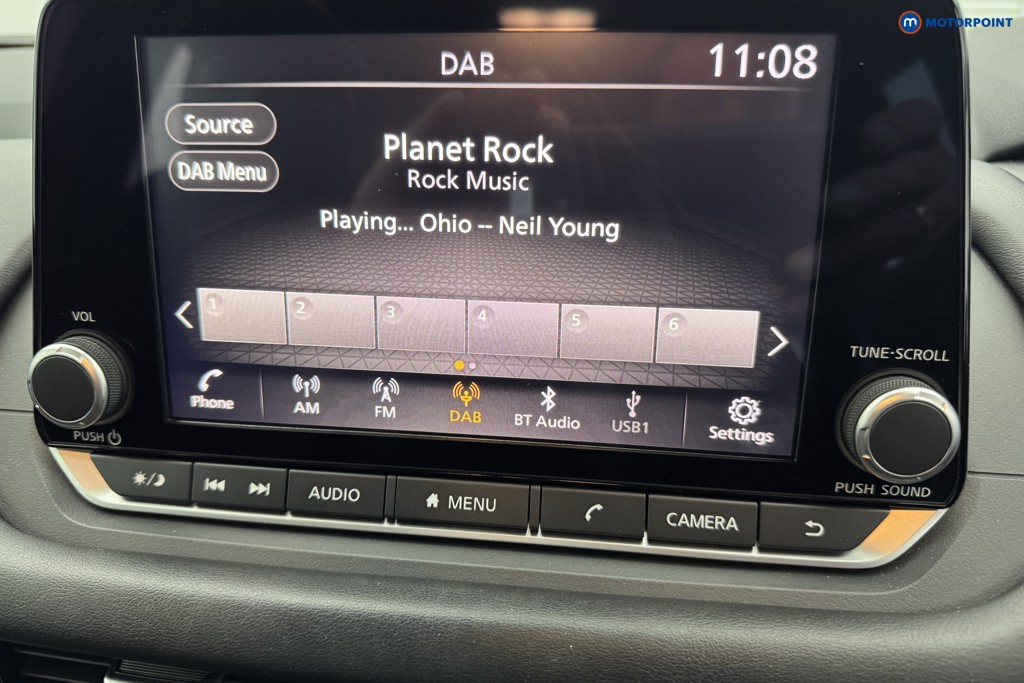 MOTORPOINT
DAB
11:08
Source
DAB Menu
Planet Rock
Rock Music
Playing... Ohio -- Neil Young
1 2 3 4 5 6
Phone
AM
FM
DAB
BT Audio
USB1
Settings
VOL
PUSH
TUNE·SCROLL
PUSH SOUND
AUDIO
MENU
CAMERA